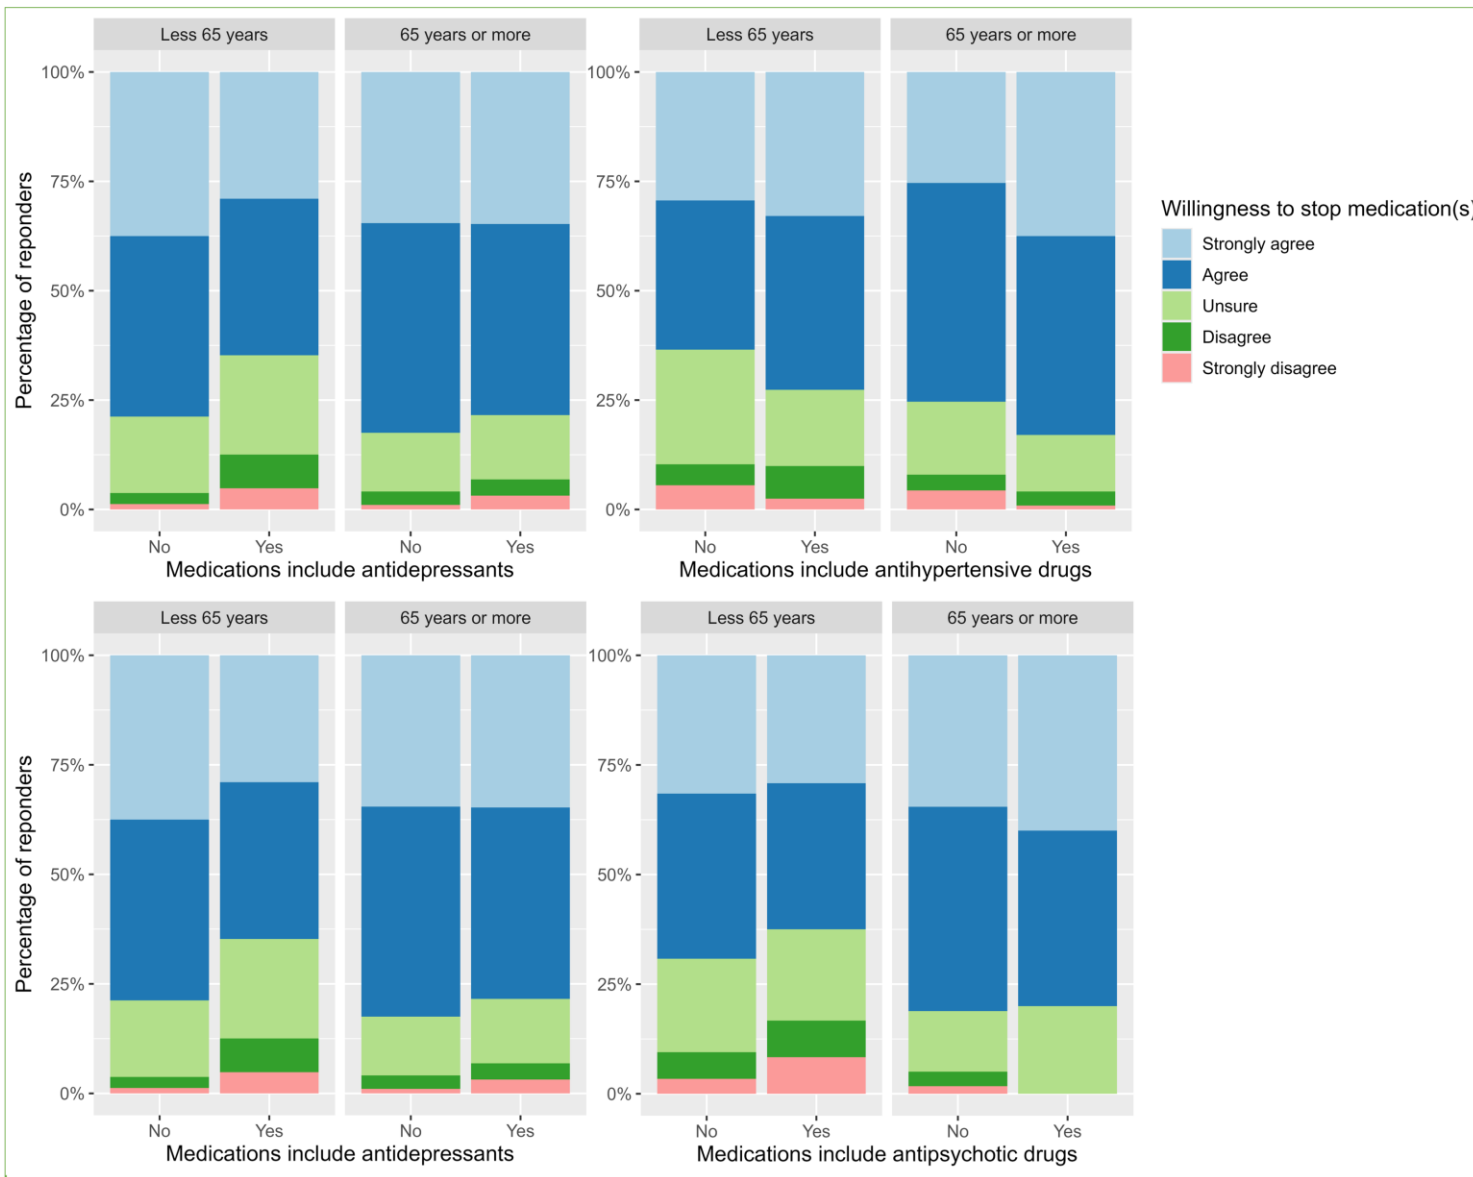 Less 65 years
65 years or more
Less 65 years
65 years or more
100%
75%
50%
25%
0%
100%
75%
50%
25%
0%
Percentage of reponders
No
Yes
No
Yes
No
Yes
No
Yes
Medications include antidepressants
Medications include antihypertensive drugs
Willingness to stop medication(s)
Strongly agree
Agree
Unsure
Disagree
Strongly disagree
Less 65 years
65 years or more
Less 65 years
65 years or more
100%
75%
50%
25%
0%
100%
75%
50%
25%
0%
Percentage of reponders
No
Yes
No
Yes
No
Yes
No
Yes
Medications include antidepressants
Medications include antipsychotic drugs